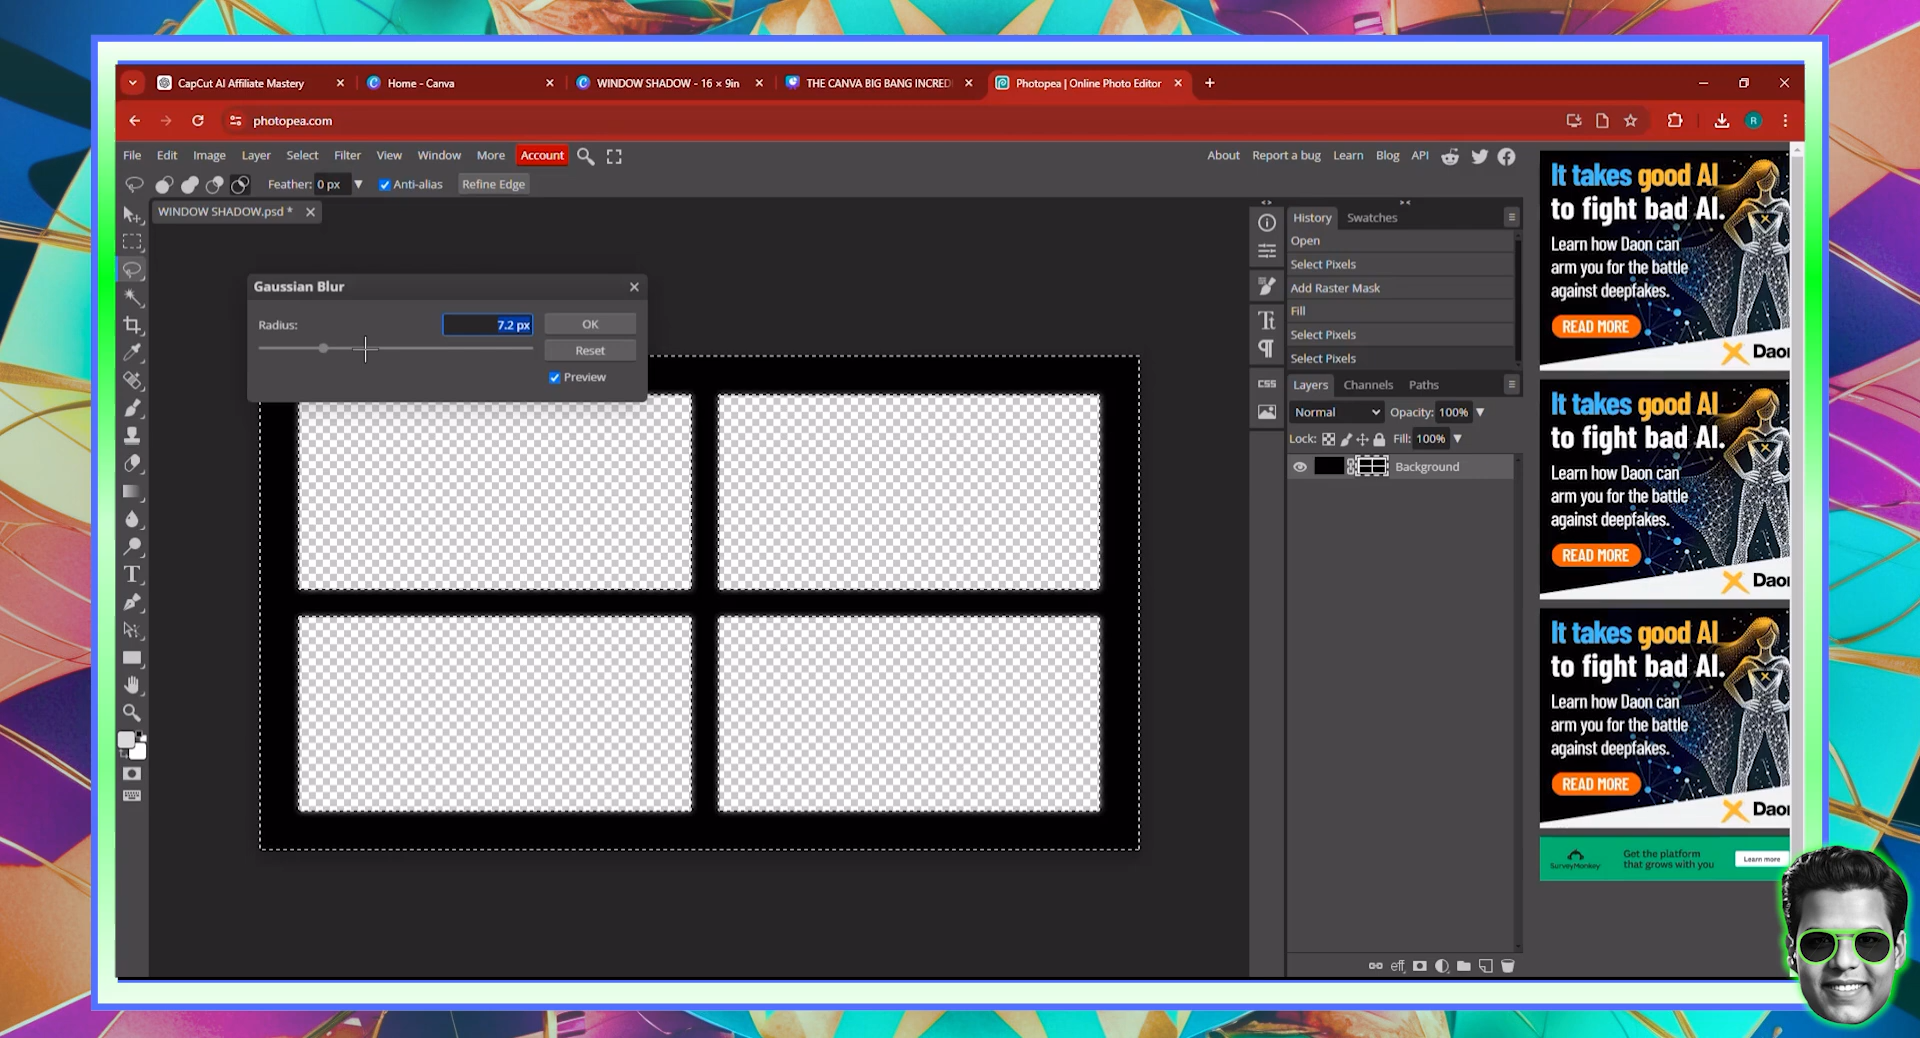 CapCut AI Affiliate Mastery
Home - Canva
WINDOW SHADOW - 16 × 9in
THE CANVA BIG BANG INCRED
Photopea | Online Photo Editor
photopea.com
R
File Edit Image Layer Select Filter View Window More Account
About Report a bug Learn Blog API
Feather: 0 px Anti-alias Refine Edge
WINDOW SHADOW.psd *
Gaussian Blur
Radius: 7.2 px OK
Reset
Preview
History Swatches
Open
Select Pixels
Add Raster Mask
Fill
Select Pixels
Select Pixels
CSS
Layers Channels Paths
Normal Opacity: 100%
Lock: Fill: 100%
Background
eff
It takes good AI
to fight bad AI.
Learn how Daon can
arm you for the battle
against deepfakes.
READ MORE
Daon
It takes good AI
to fight bad AI.
Learn how Daon can
arm you for the battle
against deepfakes.
READ MORE
Daon
It takes good AI
to fight bad AI.
Learn how Daon can
arm you for the battle
against deepfakes.
READ MORE
Daon
SurveyMonkey
Get the platform
that grows with you
Learn more